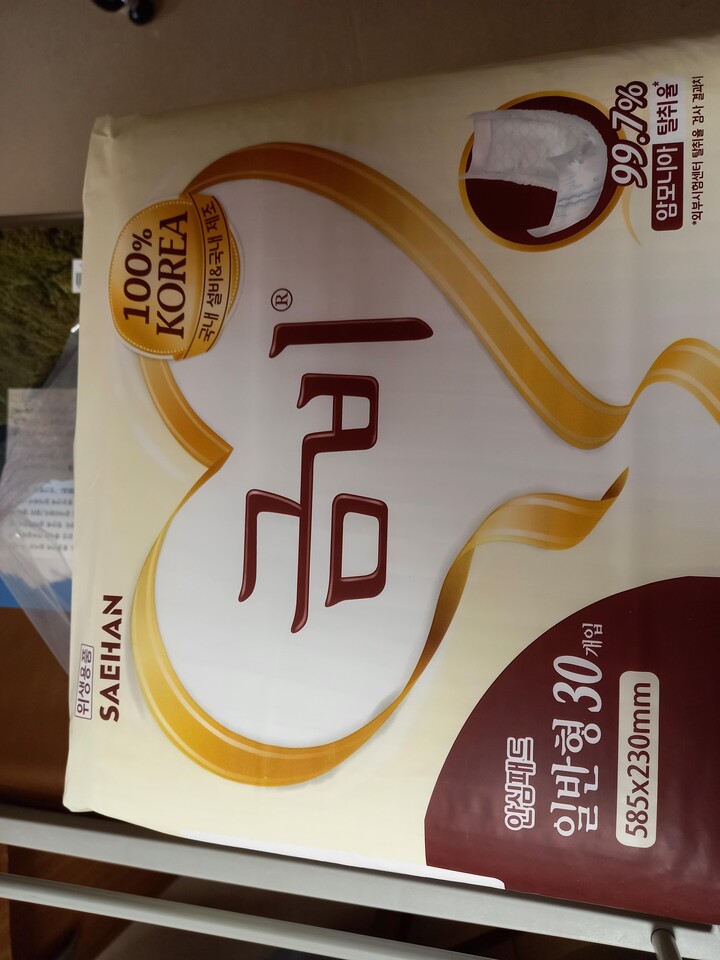 위생용품
SAEHAN
100%
KOREA
국내 설비&국내 제조
금비®
안심패드
일반형 30개입
585x230mm
99.7%
암모니아 탈취율*
*외부시험센터 탈취율 검사 결과치